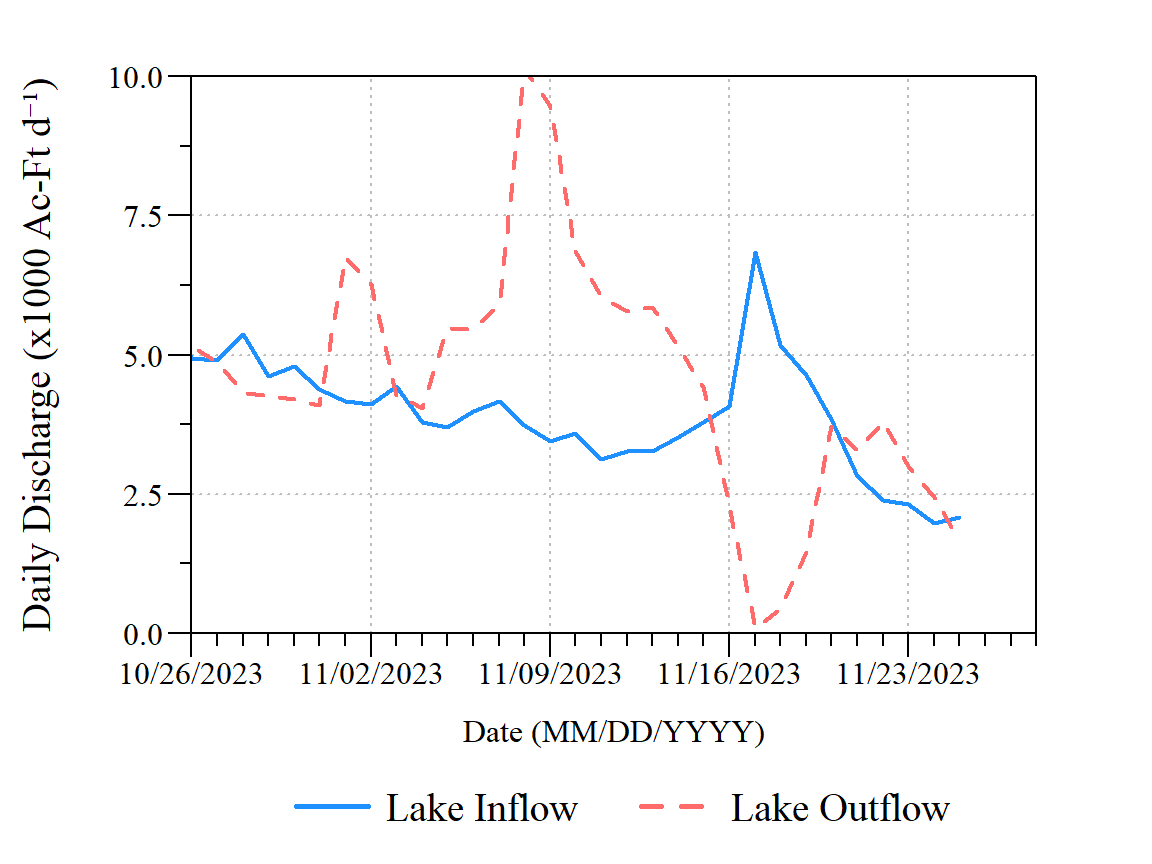 Daily Discharge (x1000 Ac-Ft d⁻¹)
10.0
7.5
5.0
2.5
0.0
10/26/2023 11/02/2023 11/09/2023 11/16/2023 11/23/2023
Date (MM/DD/YYYY)
Lake Inflow Lake Outflow